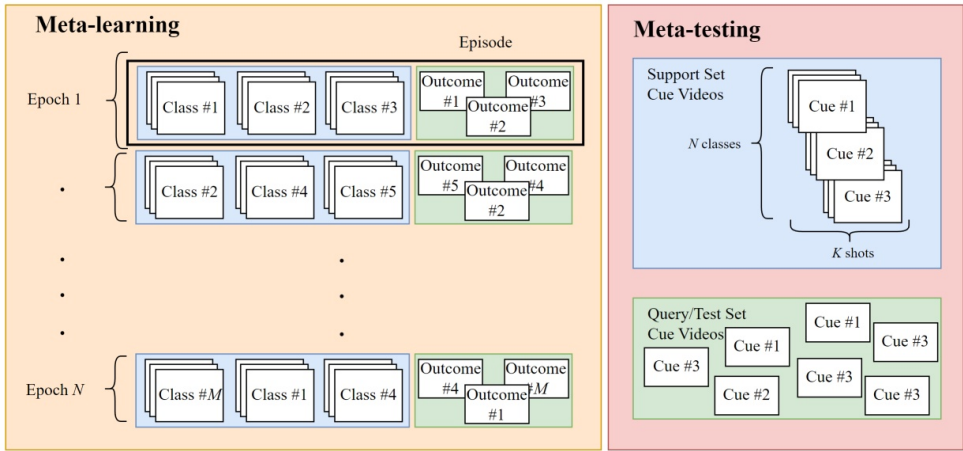 Meta-learning
Episode
Epoch 1
Class #1
Class #2
Class #3
Outcome
#1
Outcome
#3
Outcome
#2
.
Class #2
Class #4
Class #5
Outcome
#5
Outcome
#4
Outcome
#2
.
.
.
.
.
.
Epoch N
Class #M
Class #1
Class #4
Outcome
#4
Outcome
#M
Outcome
#1
Meta-testing
Support Set
Cue Videos
N classes
Cue #1
Cue #2
Cue #3
K shots
Query/Test Set
Cue Videos
Cue #1
Cue #1
Cue #3
Cue #3
Cue #3
Cue #2
Cue #3